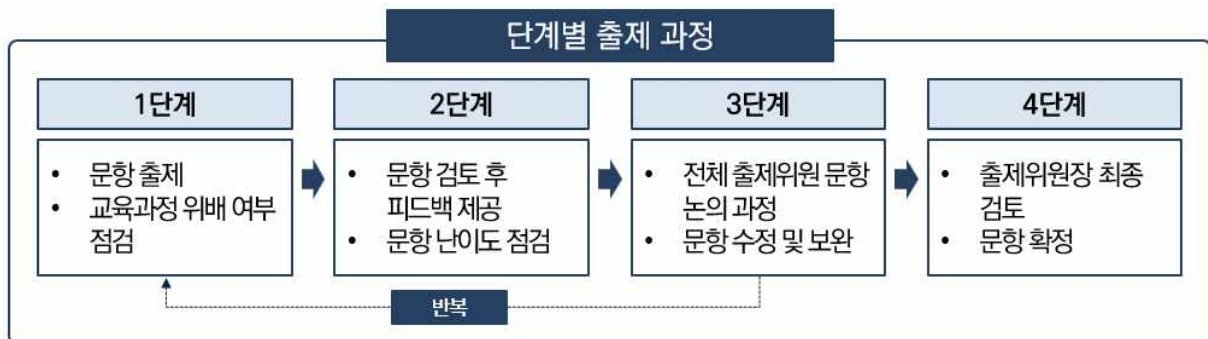 단계별 출제 과정
1단계
• 문항 출제
• 교육과정 위배 여부
점검
2단계
• 문항 검토 후
피드백 제공
• 문항 난이도 점검
3단계
• 전체 출제위원 문항
논의 과정
• 문항 수정 및 보완
4단계
• 출제위원장 최종
검토
• 문항 확정
반복